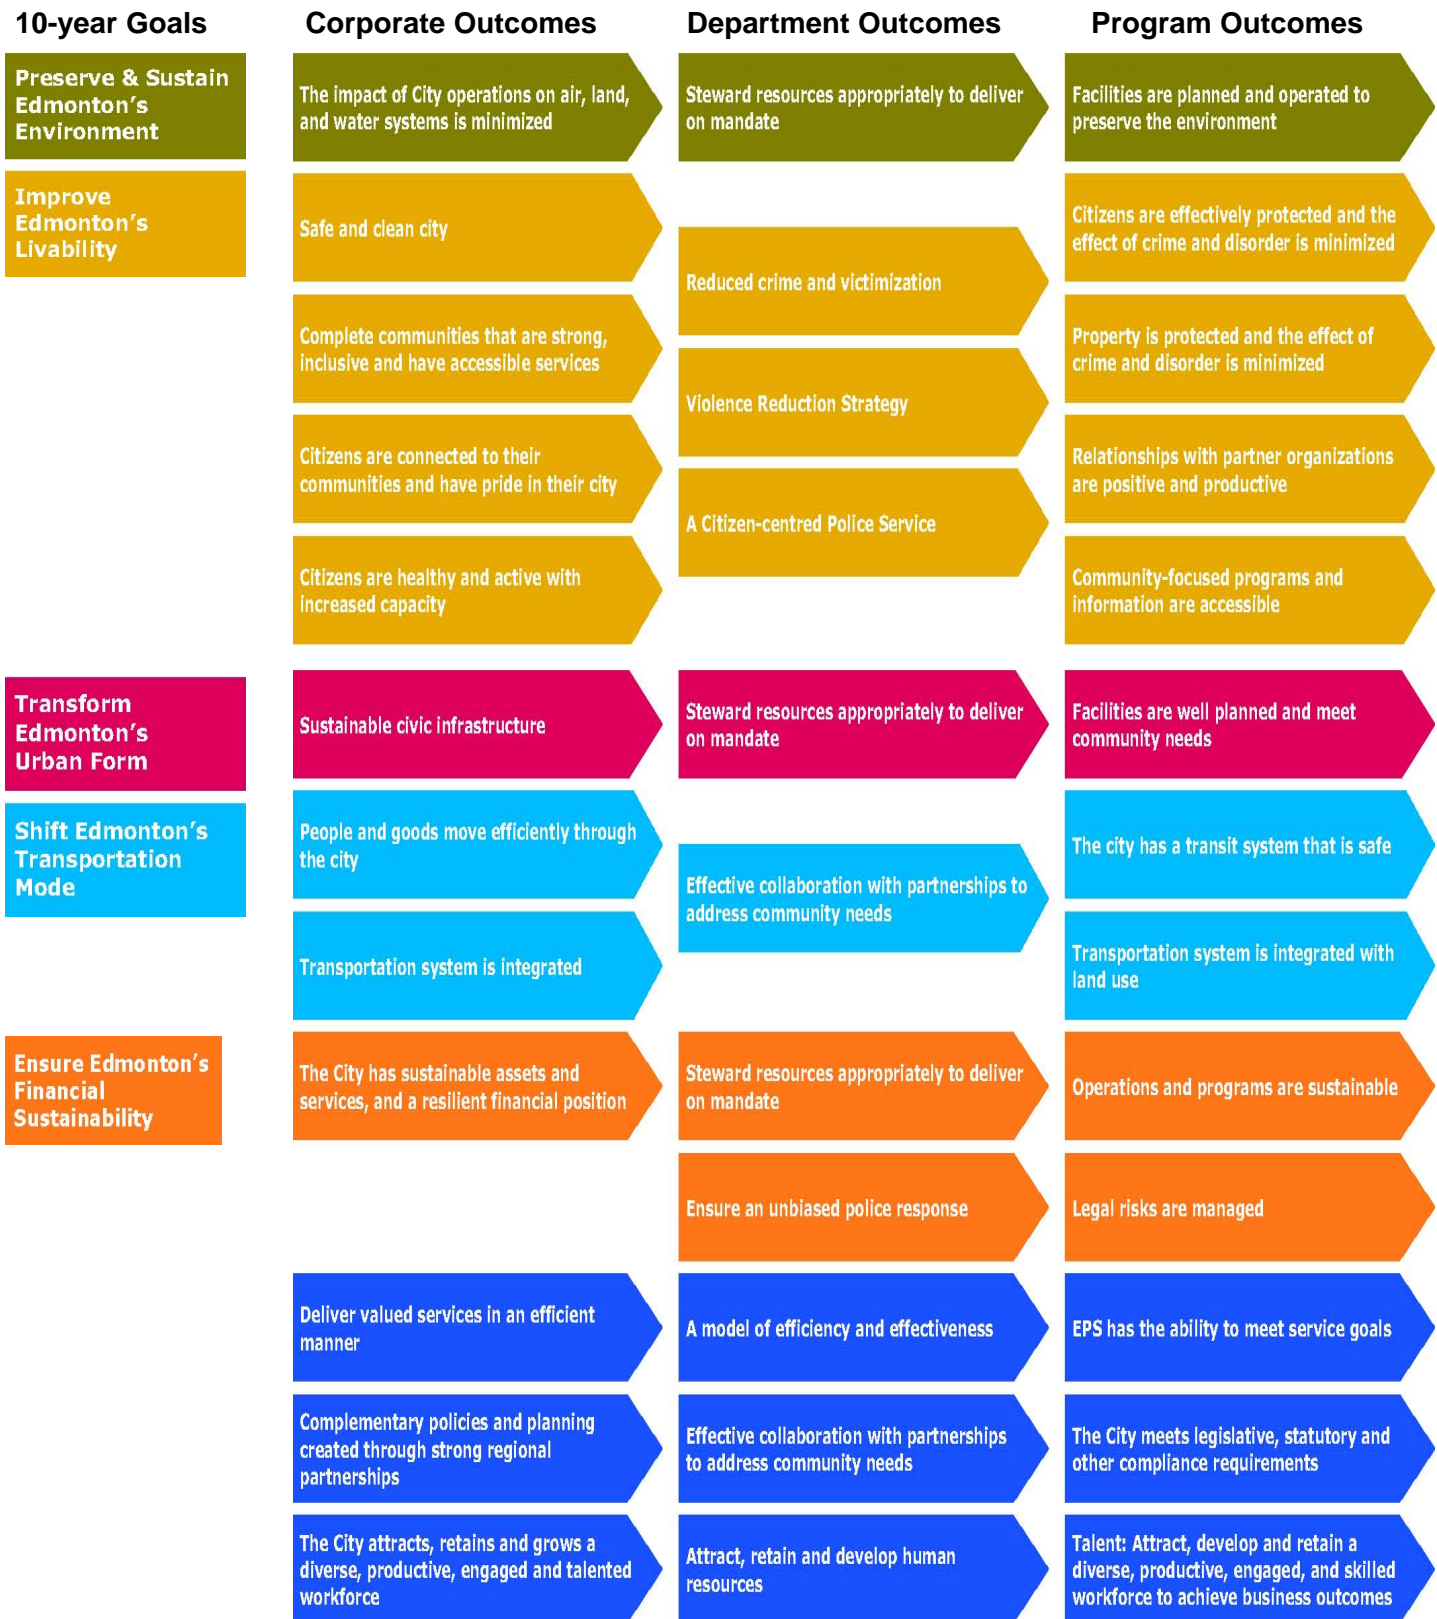 10-year Goals
Corporate Outcomes
Department Outcomes
Program Outcomes
Preserve & Sustain
Edmonton's
Environment
The impact of City operations on air, land,
and water systems is minimized
Steward resources appropriately to deliver
on mandate
Facilities are planned and operated to
preserve the environment
Improve
Edmonton's
Livability
Safe and clean city
Complete communities that are strong,
inclusive and have accessible services
Citizens are connected to their
communities and have pride in their city
Citizens are healthy and active with
increased capacity
Reduced crime and victimization
Violence Reduction Strategy
A Citizen-centred Police Service
Citizens are effectively protected and the
effect of crime and disorder is minimized
Property is protected and the effect of
crime and disorder is minimized
Relationships with partner organizations
are positive and productive
Community-focused programs and
information are accessible
Transform
Edmonton's
Urban Form
Sustainable civic infrastructure
Steward resources appropriately to deliver
on mandate
Facilities are well planned and meet
community needs
Shift Edmonton's
Transportation
Mode
People and goods move efficiently through
the city
Transportation system is integrated
Effective collaboration with partnerships to
address community needs
The city has a transit system that is safe
Transportation system is integrated with
land use
Ensure Edmonton's
Financial
Sustainability
The City has sustainable assets and
services, and a resilient financial position
Steward resources appropriately to deliver
on mandate
Operations and programs are sustainable
Ensure an unbiased police response
Legal risks are managed
Deliver valued services in an efficient
manner
A model of efficiency and effectiveness
EPS has the ability to meet service goals
Complementary policies and planning
created through strong regional
partnerships
Effective collaboration with partnerships
to address community needs
The City meets legislative, statutory and
other compliance requirements
The City attracts, retains and grows a
diverse, productive, engaged and talented
workforce
Attract, retain and develop human
resources
Talent: Attract, develop and retain a
diverse, productive, engaged, and skilled
workforce to achieve business outcomes